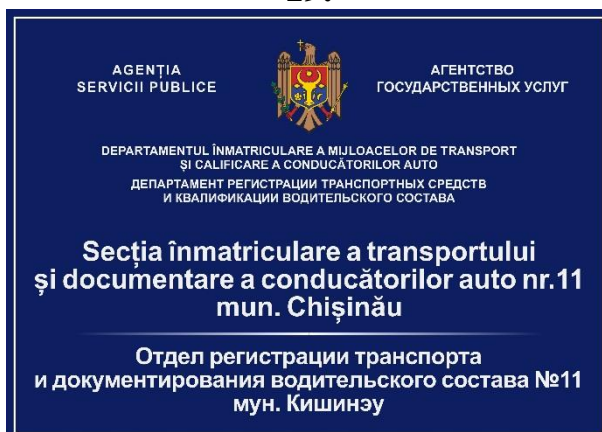 AGENȚIA
SERVICII PUBLICE
АГЕНТСТВО
ГОСУДАРСТВЕННЫХ УСЛУГ
DEPARTAMENTUL ÎNMATRICULARE A MIJLOACELOR DE TRANSPORT
ȘI CALIFICARE A CONDUCĂTORILOR AUTO
ДЕПАРТАМЕНТ РЕГИСТРАЦИИ ТРАНСПОРТНЫХ СРЕДСТВ
И КВАЛИФИКАЦИИ ВОДИТЕЛЬСКОГО СОСТАВА
Secția înmatriculare a transportului
și documentare a conducătorilor auto nr.11
mun. Chișinău
Отдел регистрации транспорта
и документирования водительского состава №11
мун. Кишинэу